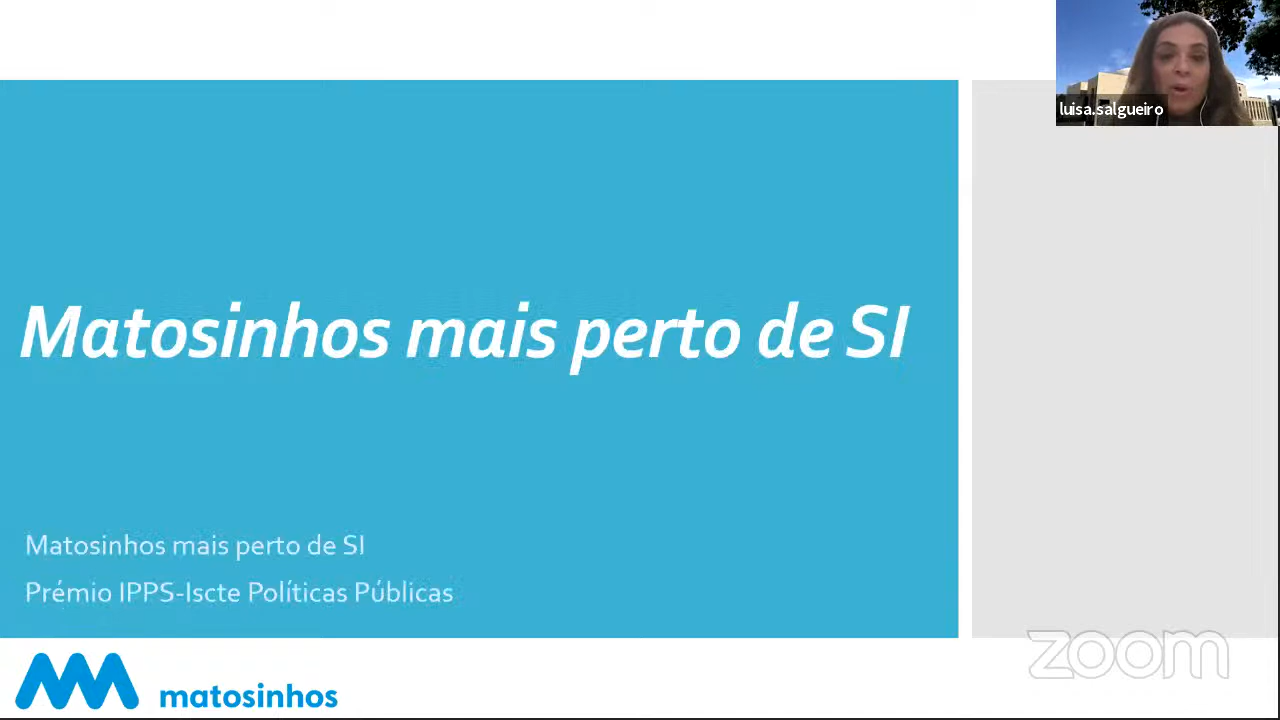 luisa.salgueiro
Matosinhos mais perto de SI
Matosinhos mais perto de SI
Prémio IPPS-Iscte Políticas Públicas
matosinhos
zoom